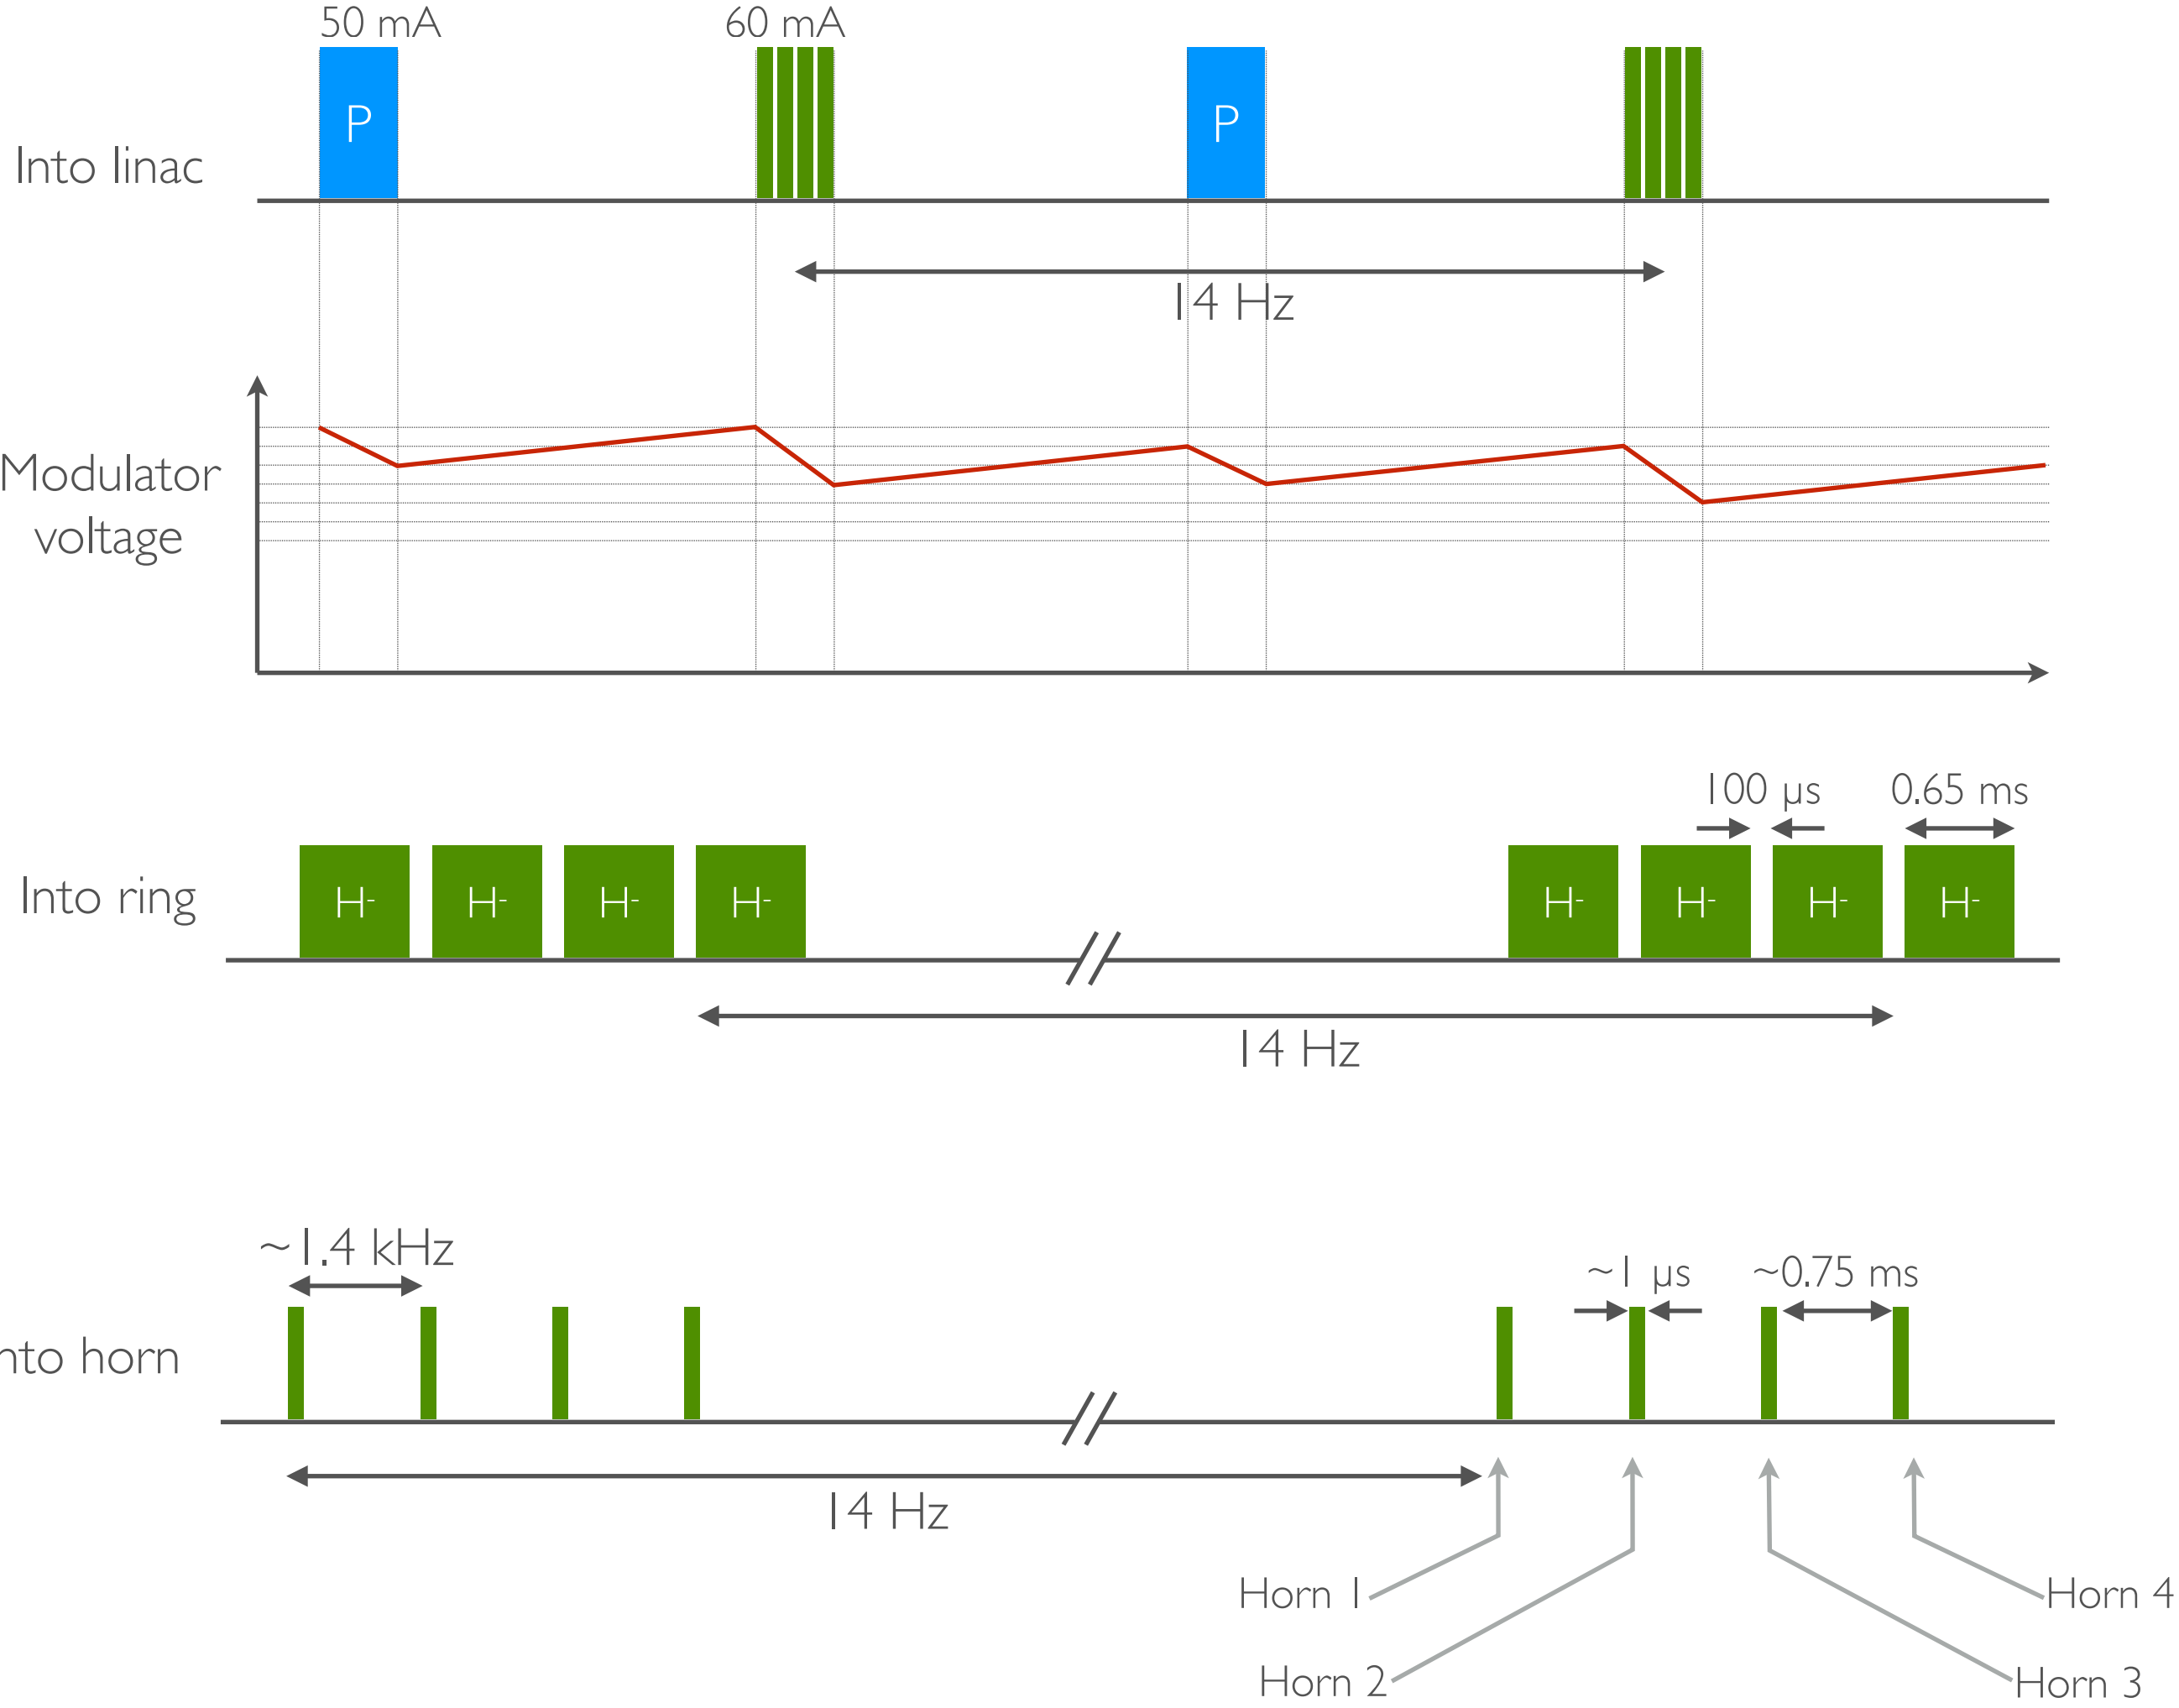 50 mA
60 mA
P
P
Into linac
14 Hz
Modulator
voltage
100 µs
0.65 ms
H-
H-
H-
H-
H-
H-
H-
H-
Into ring
14 Hz
~1.4 kHz
~1 µs
~0.75 ms
nto horn
14 Hz
Horn 1
Horn 4
Horn 2
Horn 3